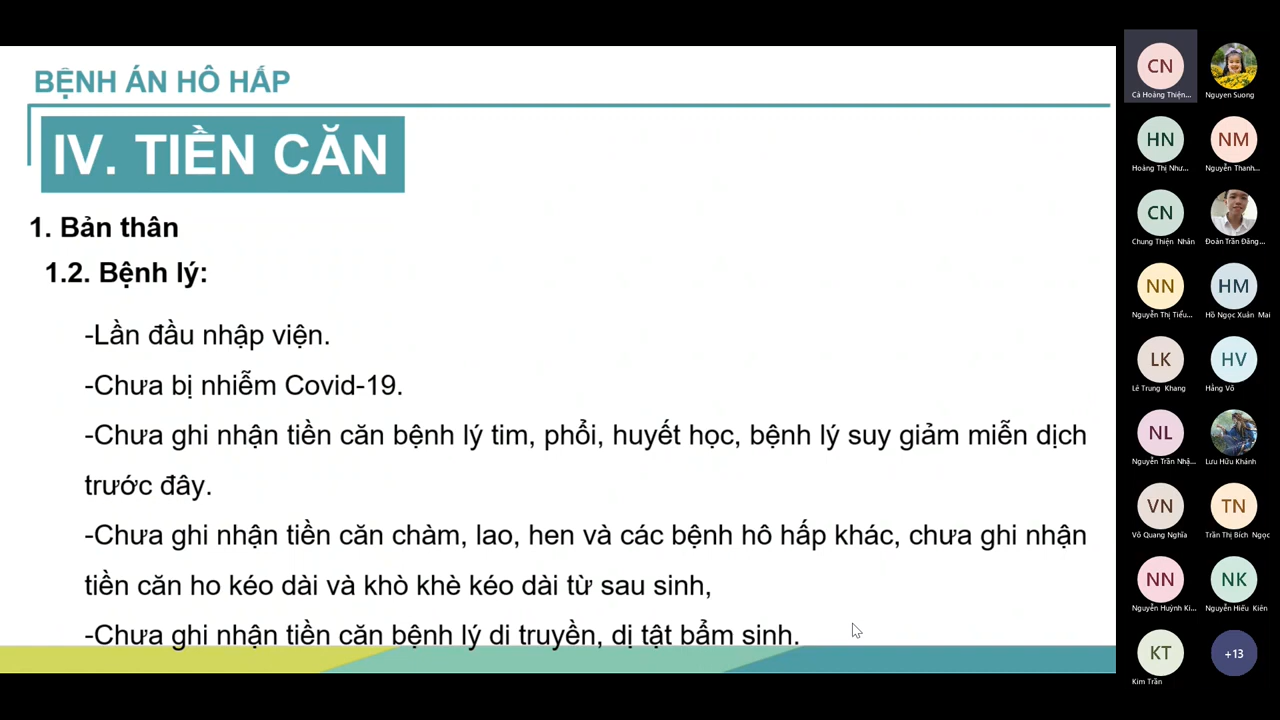 BỆNH ÁN HÔ HẤP
IV. TIỀN CĂN
1. Bản thân
1.2. Bệnh lý:
-Lần đầu nhập viện.
-Chưa bị nhiễm Covid-19.
-Chưa ghi nhận tiền căn bệnh lý tim, phổi, huyết học, bệnh lý suy giảm miễn dịch
trước đây.
-Chưa ghi nhận tiền căn chàm, lao, hen và các bệnh hô hấp khác, chưa ghi nhận
tiền căn ho kéo dài và khò khè kéo dài từ sau sinh,
-Chưa ghi nhận tiền căn bệnh lý di truyền, dị tật bẩm sinh.
CN
Cà Hoàng Thiện...
Nguyen Suong
HN
Hoàng Thị Như...
NM
Nguyễn Thanh...
CN
Chung Thiện Nhân
Đoàn Trần Đăng...
NN
Nguyễn Thị Tiểu...
HM
Hồ Ngọc Xuân Mai
LK
Lê Trung Khang
HV
Hằng Võ
NL
Nguyễn Trần Nhậ...
Lưu Hữu Khánh
VN
Võ Quang Nghĩa
TN
Trần Thị Bích Ngọc
NN
Nguyễn Huỳnh Ki...
NK
Nguyễn Hiếu Kiên
KT
Kim Trần
+13